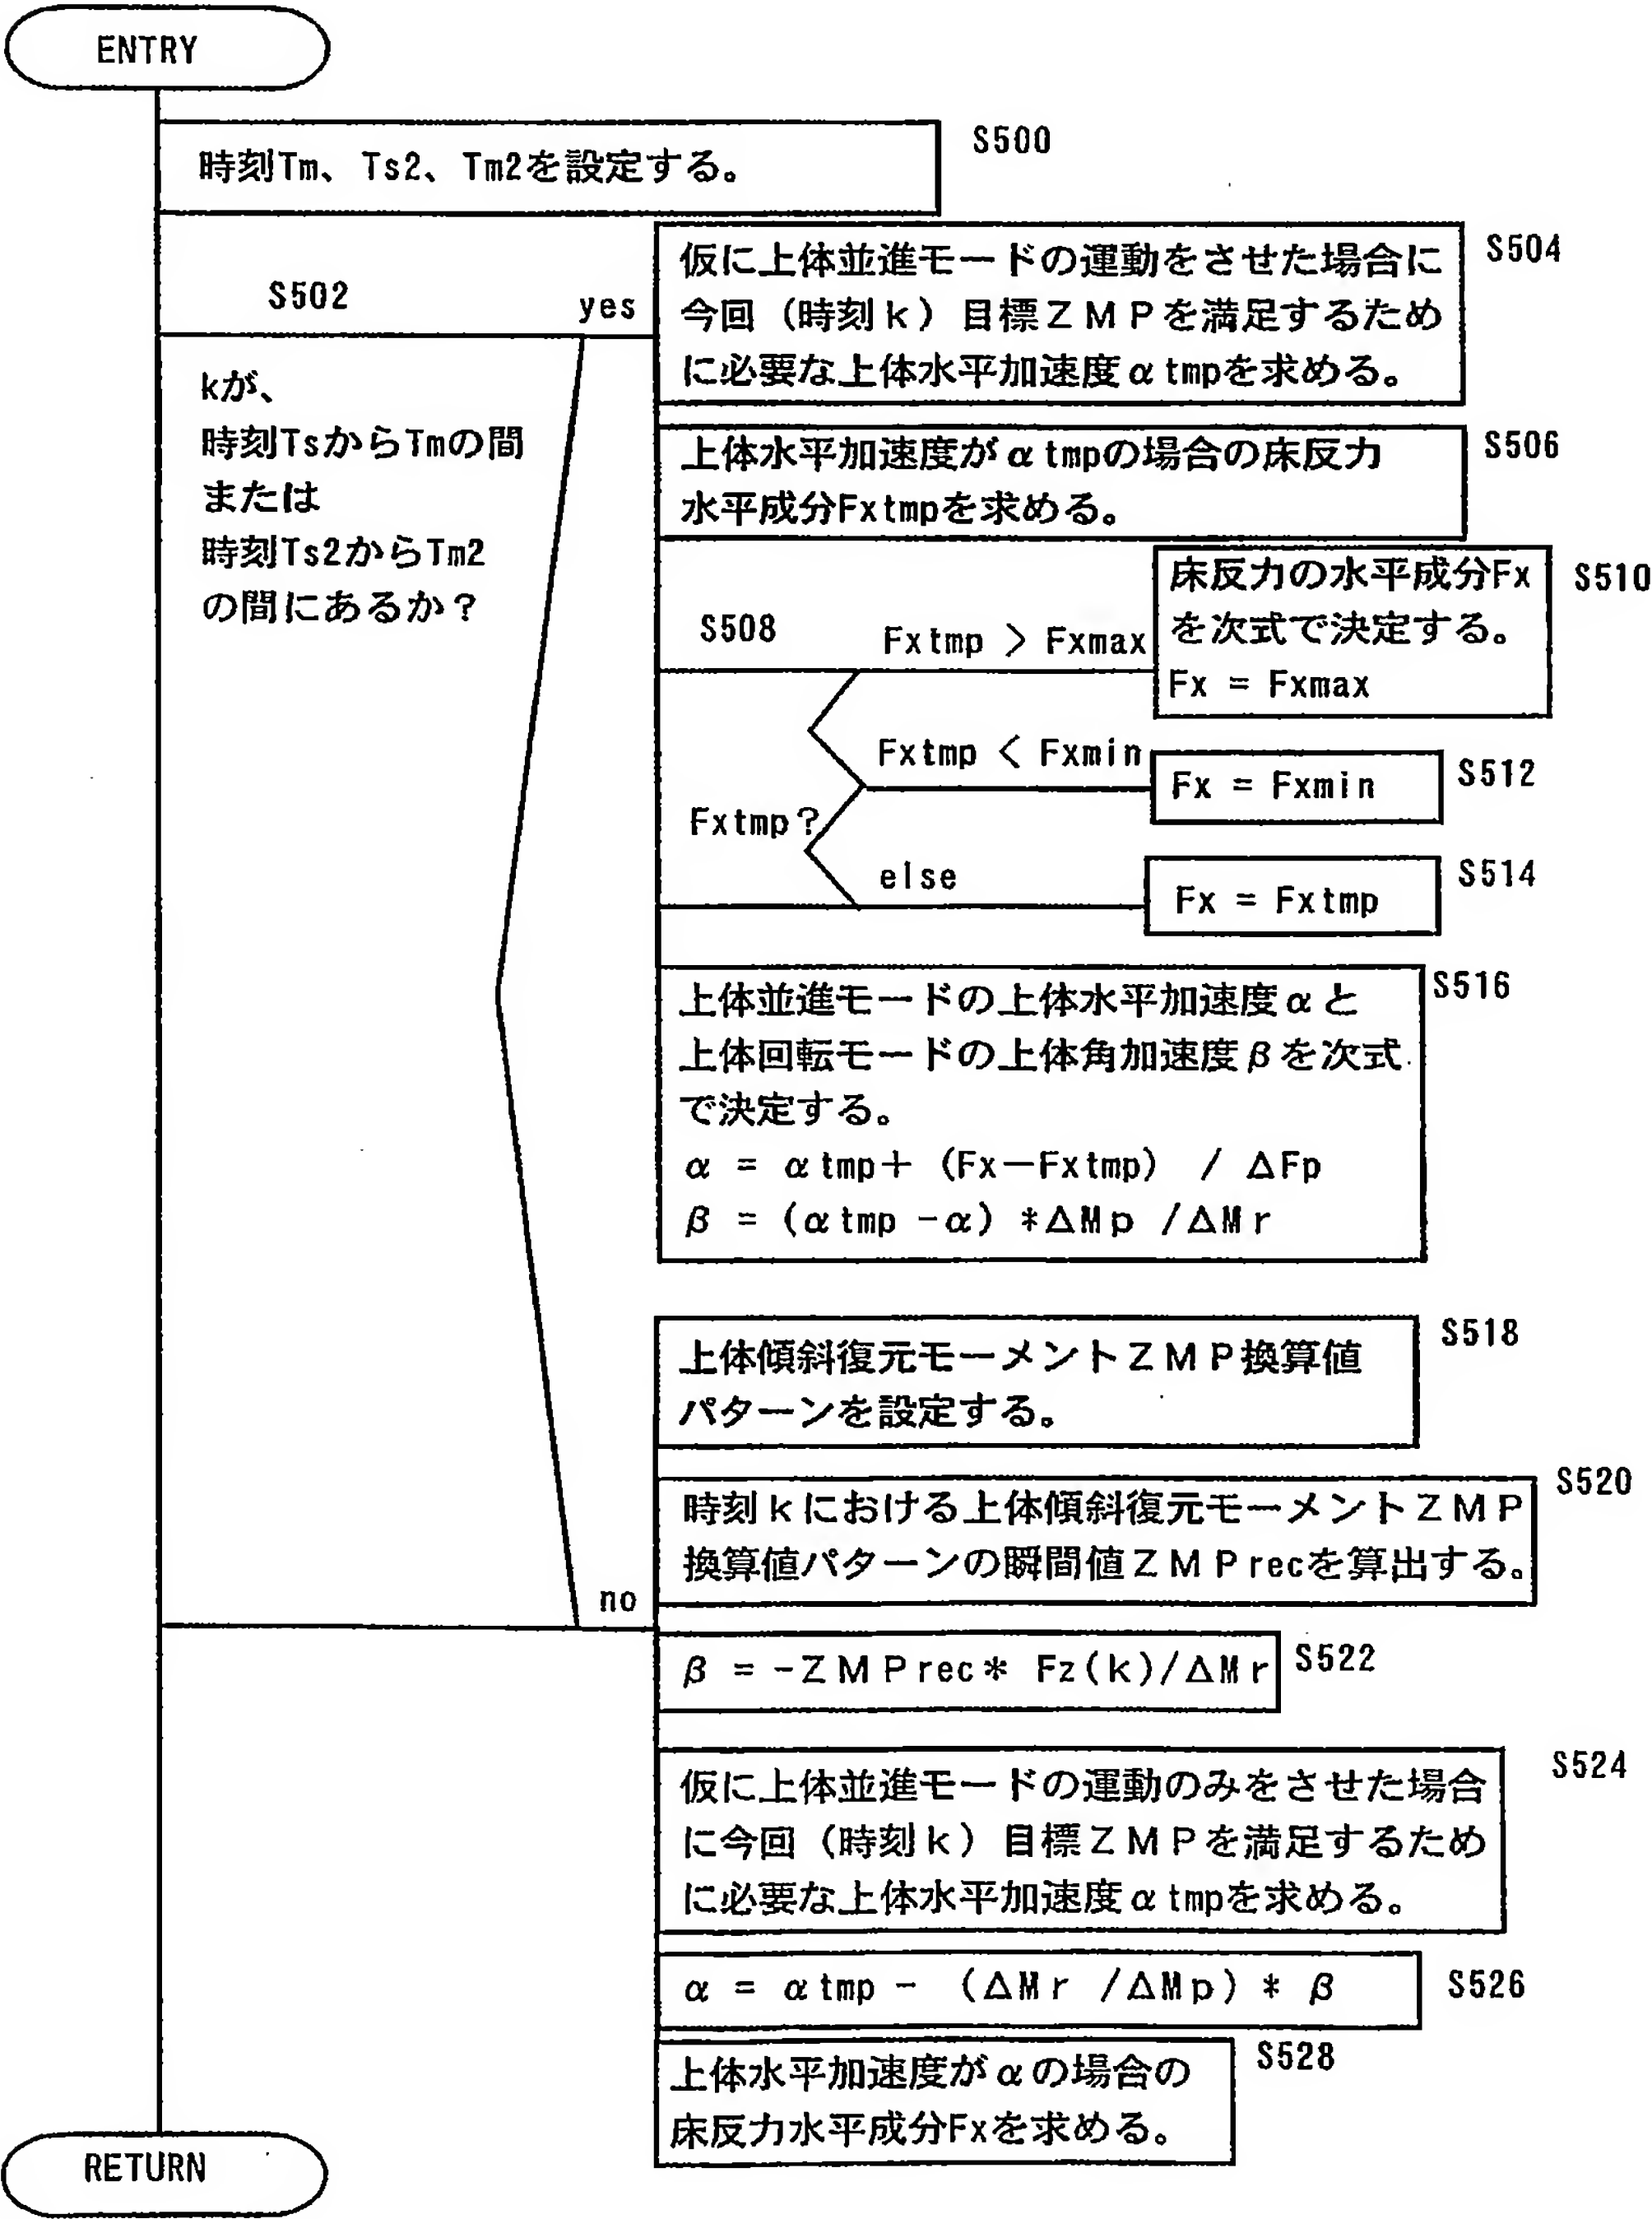 ENTRY
S500
時刻Tm、Ts2、Tm2を設定する。
S502
yes
kが、
時刻TsからTmの間
または
時刻Ts2からTm2
の間にあるか？
S504
仮に上体並進モードの運動をさせた場合に
今回（時刻ｋ）目標ＺＭＰを満足するため
に必要な上体水平加速度αtmpを求める。
S506
上体水平加速度がαtmpの場合の床反力
水平成分Fxtmpを求める。
S508
Fxtmp？
Fxtmp > Fxmax
S510
床反力の水平成分Fx
を次式で決定する。
Fx = Fxmax
Fxtmp < Fxmin
S512
Fx = Fxmin
else
S514
Fx = Fxtmp
S516
上体並進モードの上体水平加速度αと
上体回転モードの上体角加速度βを次式
で決定する。
α = αtmp＋（Fx－Fxtmp） / ΔFp
β = (αtmp -α) *ΔMp /ΔMr
no
S518
上体傾斜復元モーメントＺＭＰ換算値
パターンを設定する。
S520
時刻ｋにおける上体傾斜復元モーメントＺＭＰ
換算値パターンの瞬間値ＺＭＰrecを算出する。
S522
β = -ＺＭＰrec* Fz(k)/ΔMr
S524
仮に上体並進モードの運動のみをさせた場合
に今回（時刻ｋ）目標ＺＭＰを満足するため
に必要な上体水平加速度αtmpを求める。
S526
α = αtmp - (ΔMr /ΔMp) * β
S528
上体水平加速度がαの場合の
床反力水平成分Fxを求める。
RETURN